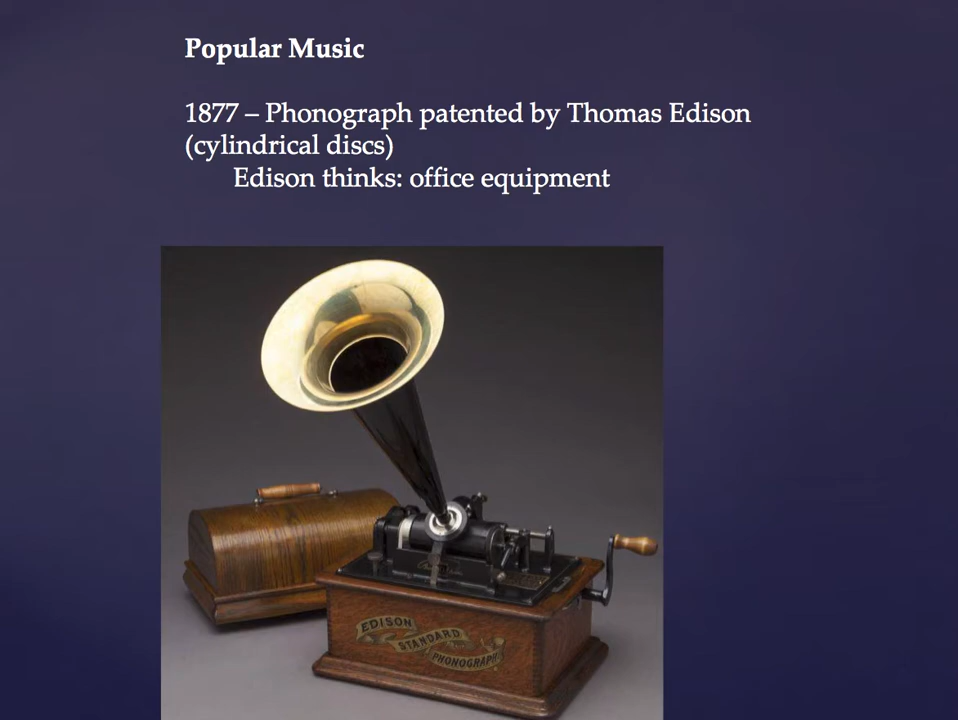 Popular Music
1877 – Phonograph patented by Thomas Edison
(cylindrical discs)
Edison thinks: office equipment
EDISON
STANDARD
PHONOGRAPH